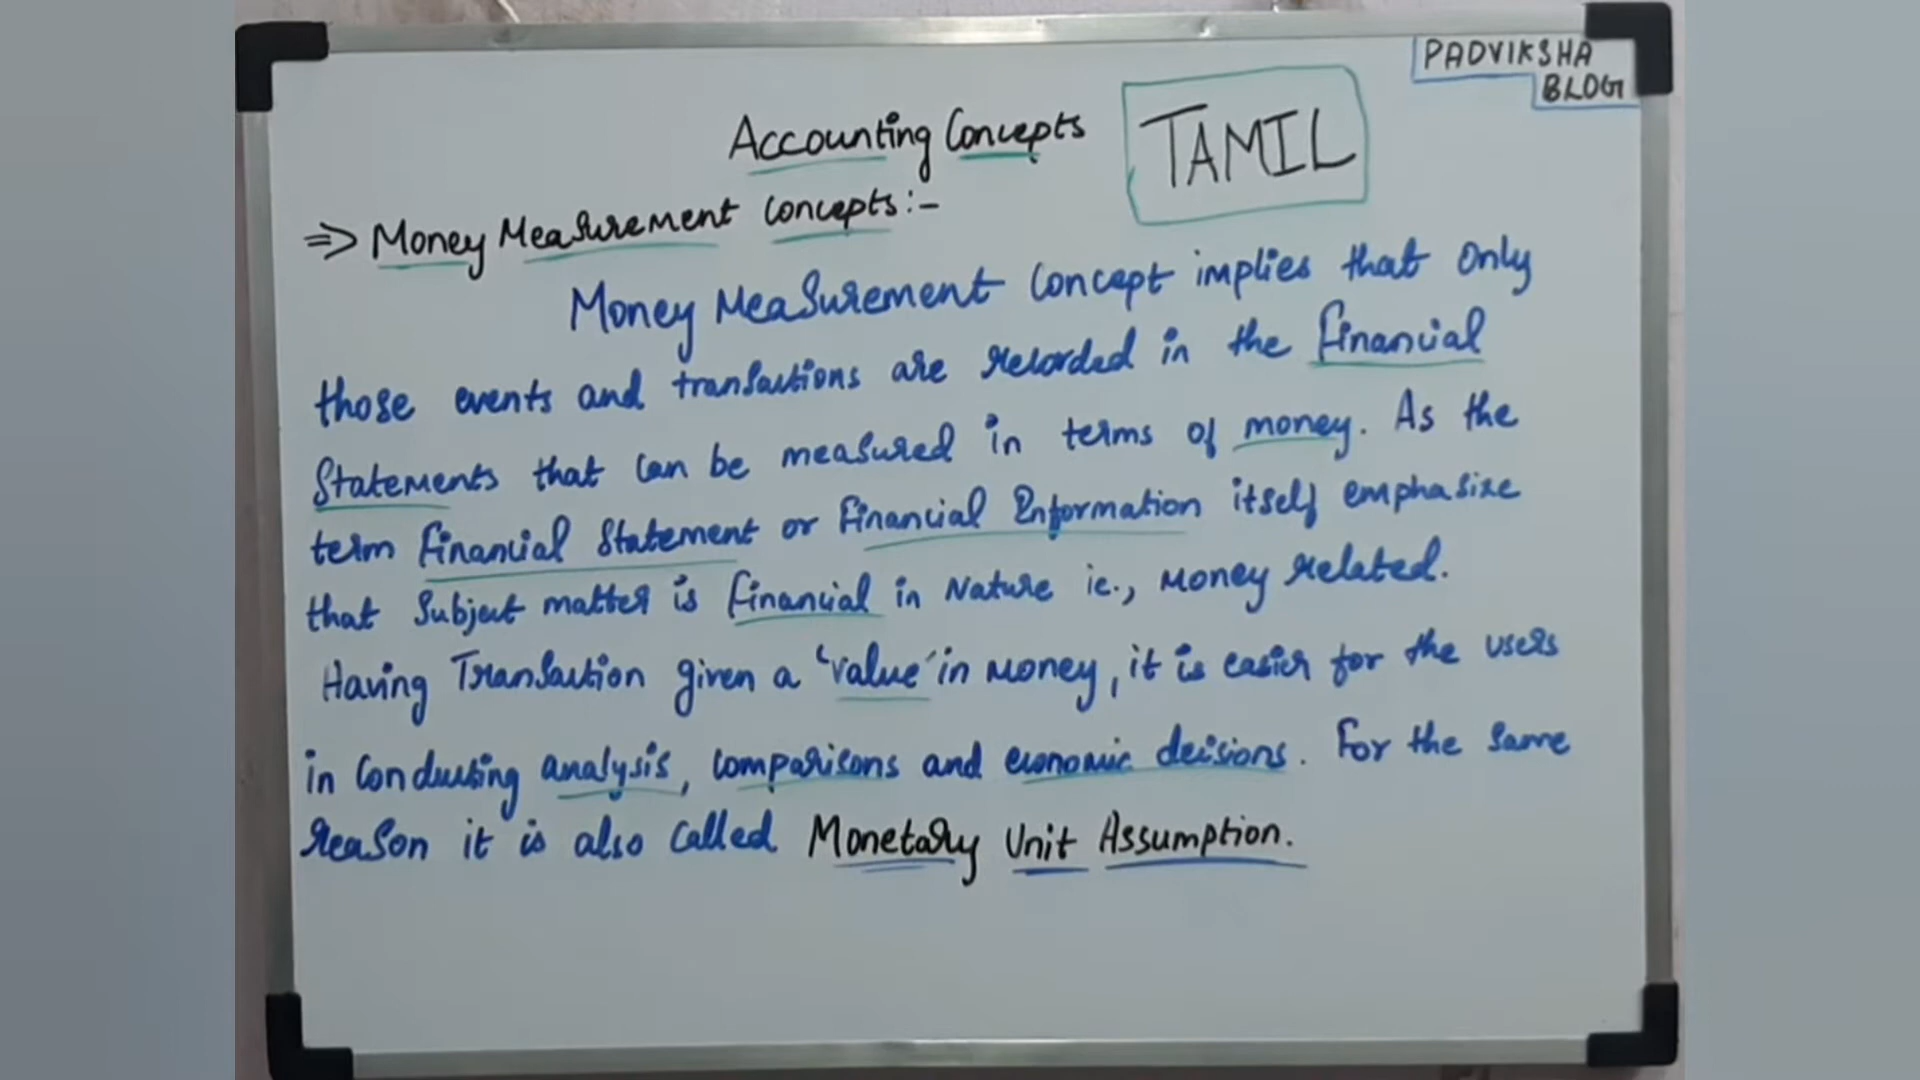 PADVIKSHA
BLOG
Accounting Concepts
TAMIL
⇒ Money Measurement Concepts:-
Money Measurement Concept implies that only
those events and transactions are recorded in the financial
Statements that can be measured in terms of money. As the
term financial Statement or financial Information itself emphasize
that Subject matter is financial in Nature ie., Money related.
Having Transaction given a 'value' in money, it is easier for the users
in conducting analysis, comparisons and economic decisions. For the same
reason it is also called Monetary Unit Assumption.